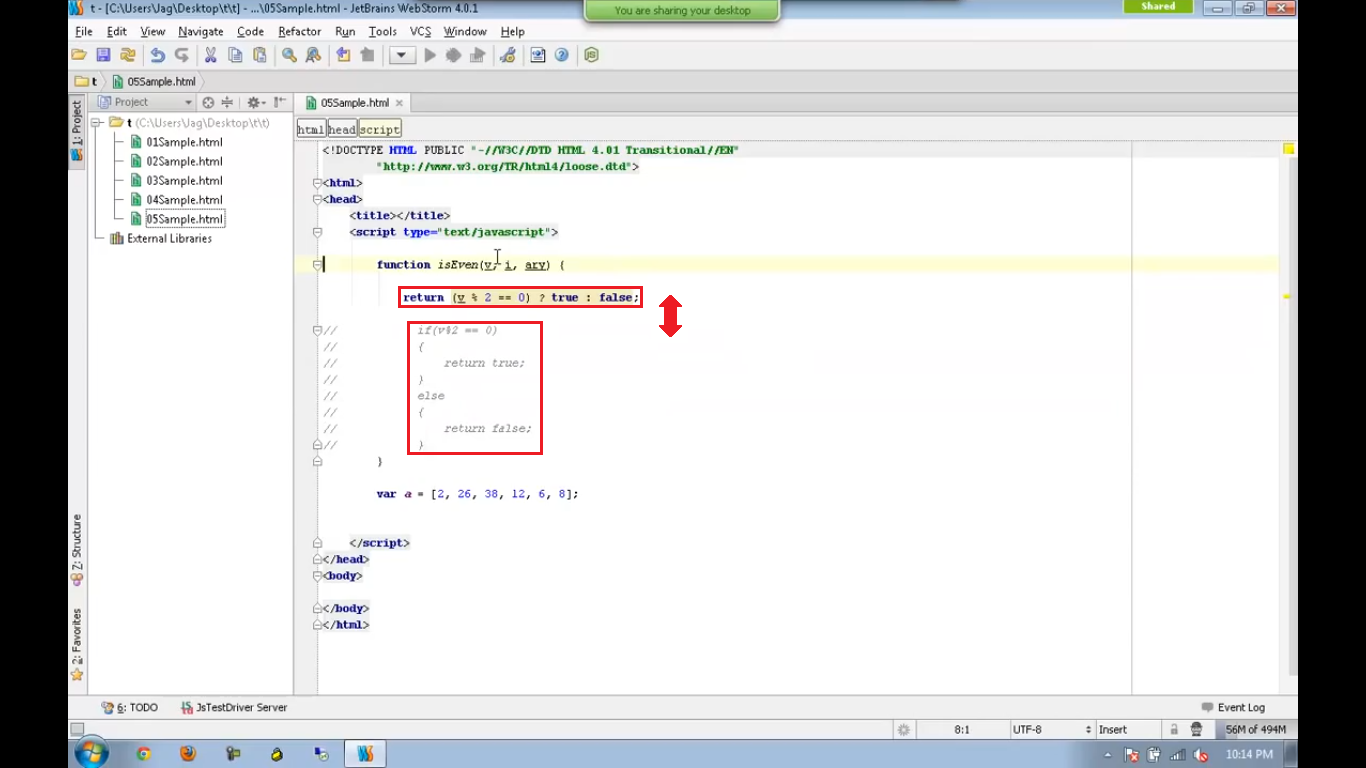 t - [C:\Users\Jag\Desktop\t\t] - ...\05Sample.html - JetBrains WebStorm 4.0.1
You are sharing your desktop
Shared
File Edit View Navigate Code Refactor Run Tools VCS Window Help
t 05Sample.html
Project
05Sample.html
1: Project
t (C:\Users\Jag\Desktop\t\t)
01Sample.html
02Sample.html
03Sample.html
04Sample.html
05Sample.html
External Libraries
html head script
<!DOCTYPE HTML PUBLIC "-//W3C//DTD HTML 4.01 Transitional//EN"
"http://www.w3.org/TR/html4/loose.dtd">
<html>
<head>
<title></title>
<script type="text/javascript">
function isEven(v, i, ary) {
return (v % 2 == 0) ? true : false;
// if(v%2 == 0)
// {
// return true;
// }
// else
// {
// return false;
// }
}
var a = [2, 26, 38, 12, 6, 8];
</script>
</head>
<body>
</body>
</html>
Z: Structure
2: Favorites
6: TODO JsTestDriver Server Event Log
8:1 UTF-8 Insert 56M of 494M
10:14 PM